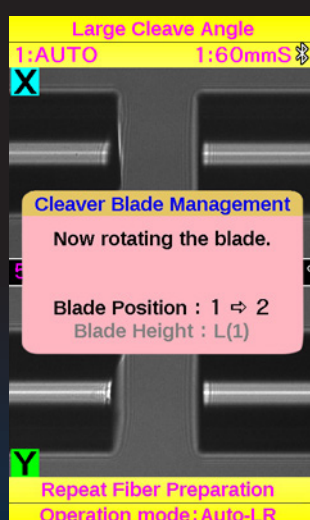 Large Cleave Angle
1:AUTO 1:60mmS
X
Cleaver Blade Management
Now rotating the blade.
Blade Position : 1 ⇨ 2
Blade Height : L(1)
5
Y
Repeat Fiber Preparation
Operation mode:Auto-LR